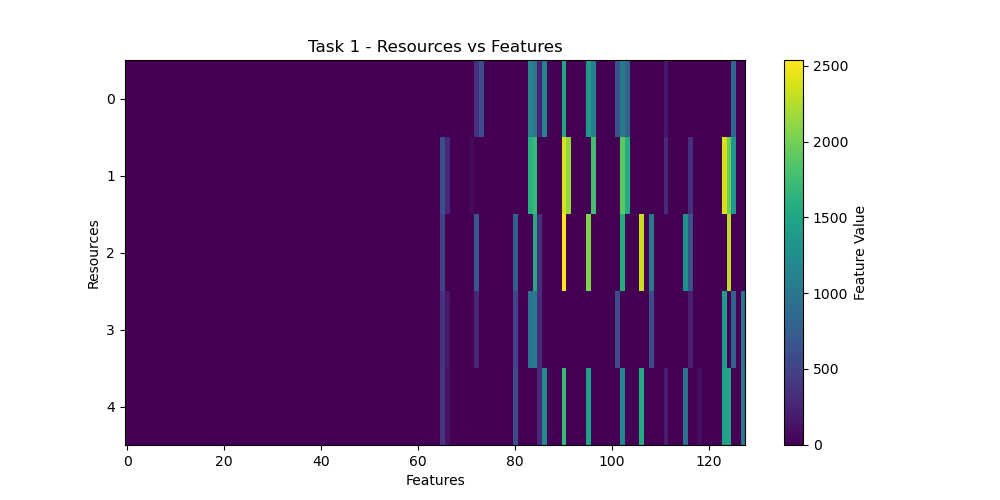 Task 1 - Resources vs Features
Resources
0
1
2
3
4
0 20 40 60 80 100 120
Features
2500
2000
1500
1000
500
0
Feature Value